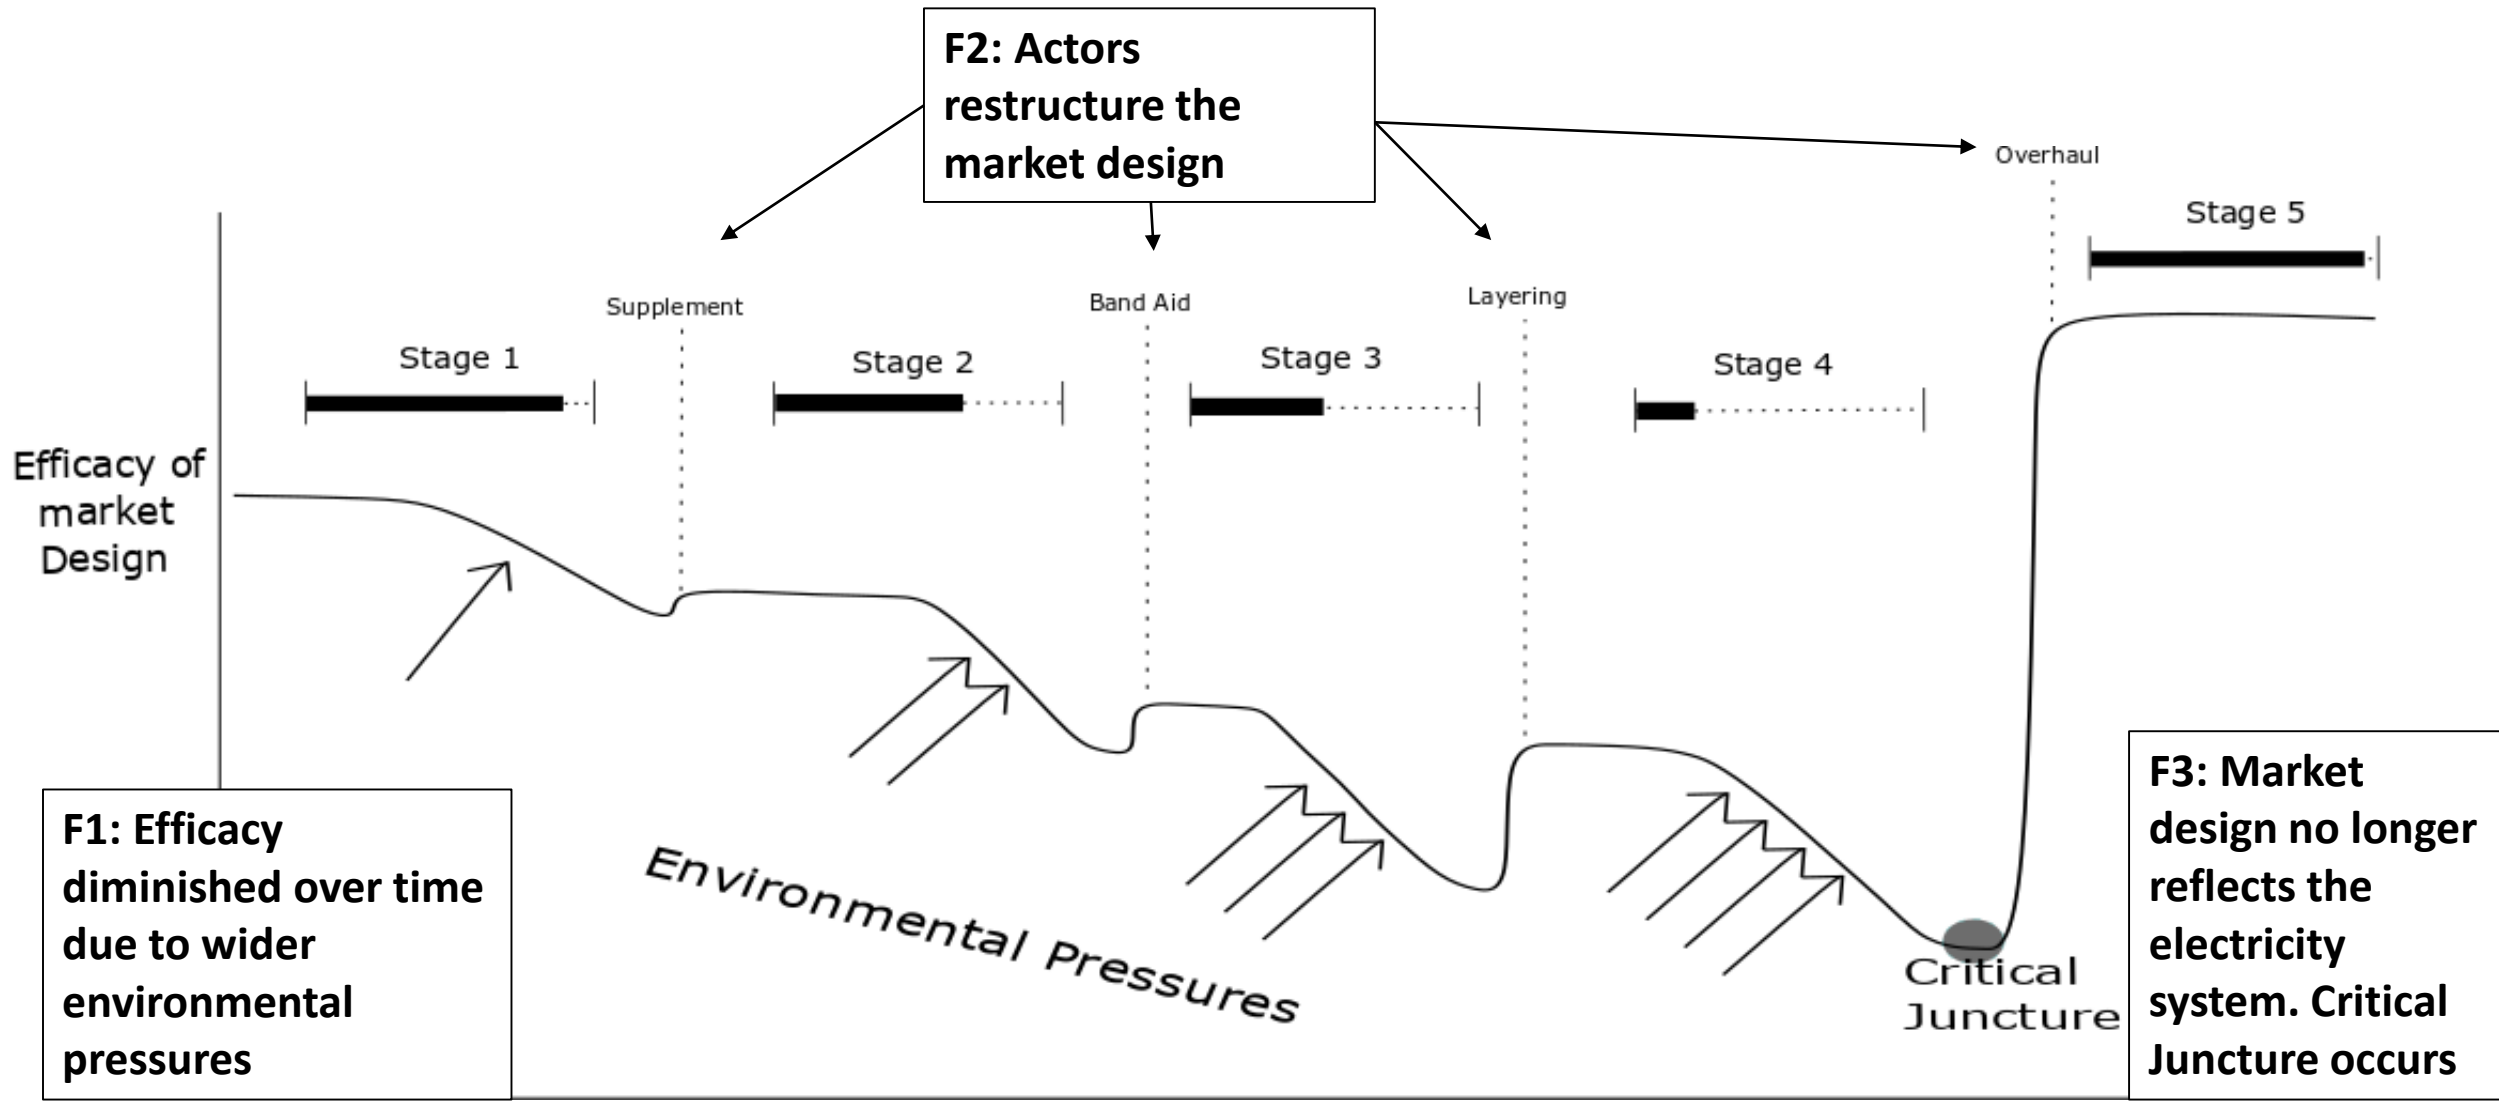 F2: Actors
restructure the
market design
Overhaul
Stage 5
Supplement
Band Aid
Layering
Stage 1
Stage 2
Stage 3
Stage 4
Efficacy of
market
Design
F1: Efficacy
diminished over time
due to wider
environmental
pressures
Environmental Pressures
Critical
Juncture
F3: Market
design no longer
reflects the
electricity
system. Critical
Juncture occurs